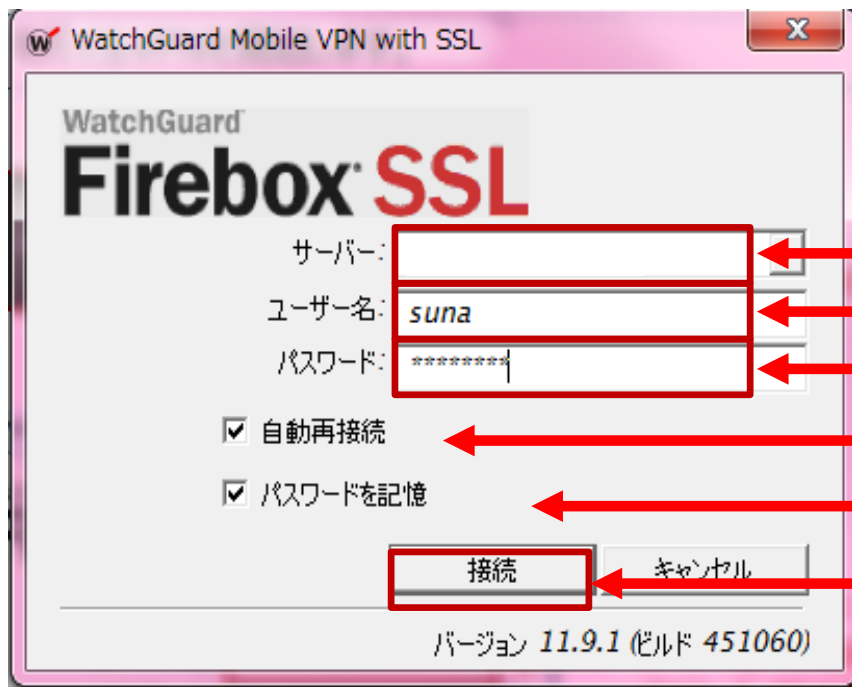 WatchGuard Mobile VPN with SSL
WatchGuard
Firebox SSL
サーバー:
ユーザー名: suna
パスワード: ********
自動再接続
パスワードを記憶
接続 キャンセル
バージョン 11.9.1 (ビルド 451060)